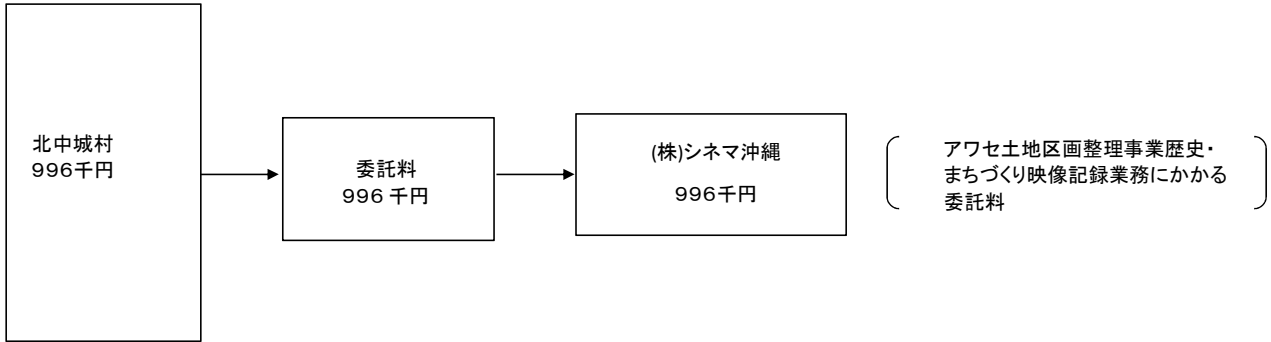 北中城村
996千円
委託料
996 千円
(株)シネマ沖縄
996千円
アワセ土地区画整理事業歴史・
まちづくり映像記録業務にかかる
委託料